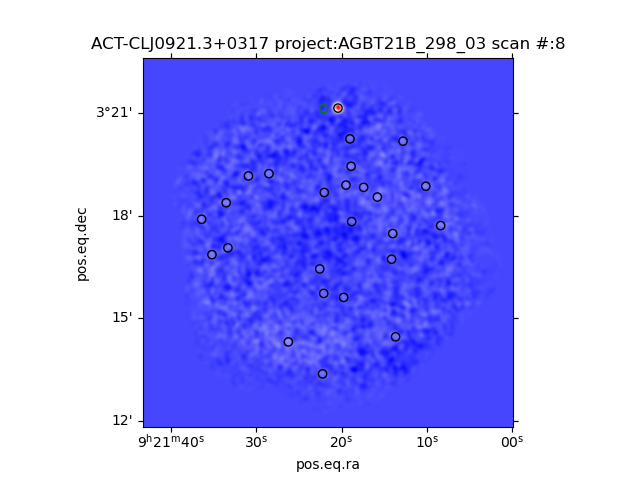 ACT-CLJ0921.3+0317 project:AGBT21B_298_03 scan #:8
3°21'
18'
15'
12'
pos.eq.dec
9ʰ21ᵐ40ˢ 30ˢ 20ˢ 10ˢ 00ˢ
pos.eq.ra